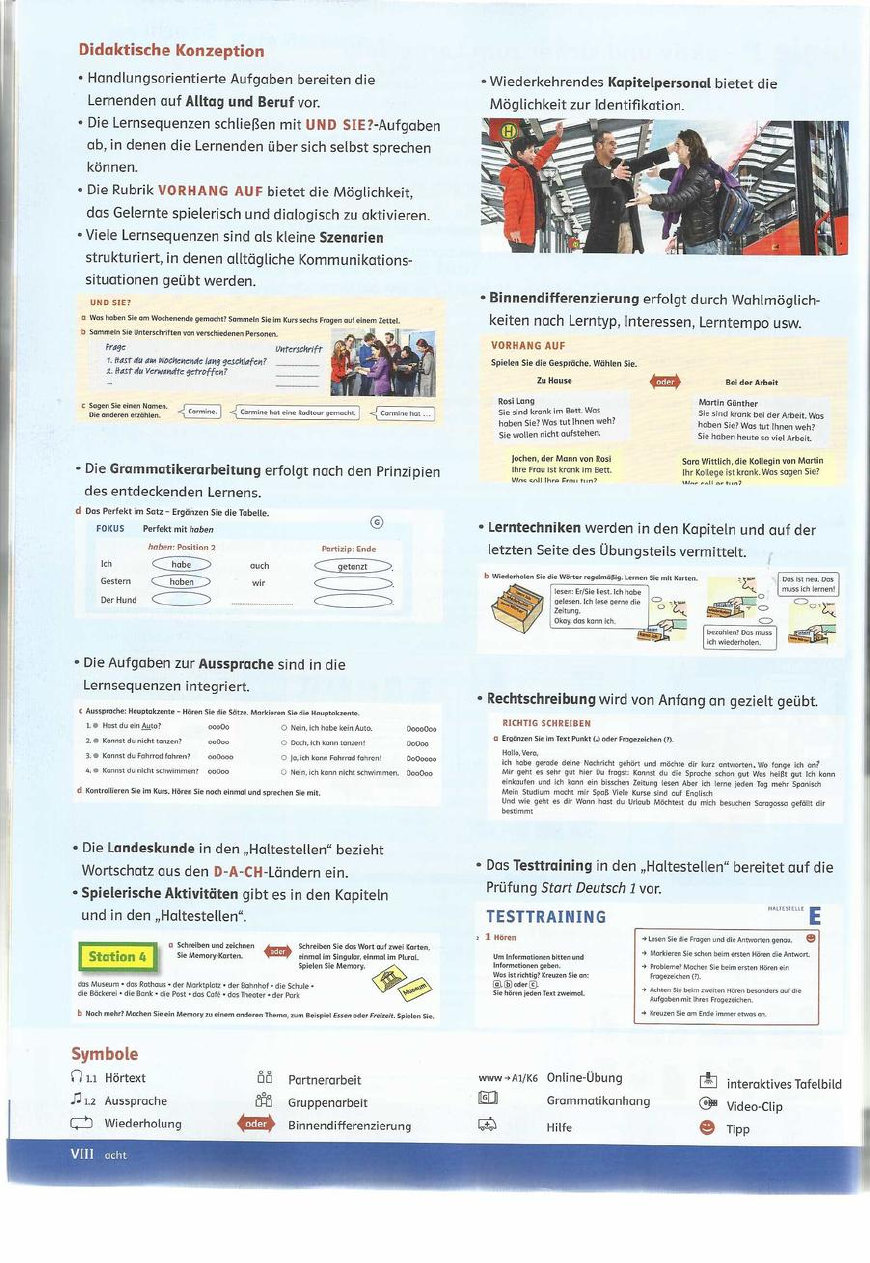 Didaktische Konzeption
• Handlungsorientierte Aufgaben bereiten die
Lernenden auf Alltag und Beruf vor.
• Die Lernsequenzen schließen mit UND SIE?-Aufgaben
ab, in denen die Lernenden über sich selbst sprechen
können.
• Die Rubrik VORHANG AUF bietet die Möglichkeit,
das Gelernte spielerisch und dialogisch zu aktivieren.
• Viele Lernsequenzen sind als kleine Szenarien
strukturiert, in denen alltägliche Kommunikations-
situationen geübt werden.
UND SIE?
a Was haben Sie am Wochenende gemacht? Sammeln Sie im Kurs sechs Fragen auf einem Zettel.
b Sammeln Sie Unterschriften von verschiedenen Personen.
Frage Unterschrift
1. Hast du am Wochenende lang geschlafen?
2. Hast du Verwandte getroffen?
...
c Sagen Sie einen Namen.
Die anderen erzählen.
Carmine. Carmine hat eine Radtour gemacht. Carmine hat ...
• Die Grammatikerarbeitung erfolgt nach den Prinzipien
des entdeckenden Lernens.
d Das Perfekt im Satz – Ergänzen Sie die Tabelle.
G
FOKUS Perfekt mit haben
haben: Position 2 Partizip: Ende
Ich habe auch getanzt.
Gestern haben wir
Der Hund
• Die Aufgaben zur Aussprache sind in die
Lernsequenzen integriert.
c Aussprache: Hauptakzente – Hören Sie die Sätze. Markieren Sie die Hauptakzente.
1. Hast du ein Auto? oooOo Nein, ich habe kein Auto. OoooOoo
2. Kannst du nicht tanzen? ooOoo Doch, ich kann tanzen! OoOoo
3. Kannst du Fahrrad fahren? ooOooo Ja, ich kann Fahrrad fahren! OoOoooo
4. Kannst du nicht schwimmen? ooOoo Nein, ich kann nicht schwimmen. OooOoo
d Kontrollieren Sie im Kurs. Hören Sie noch einmal und sprechen Sie mit.
• Die Landeskunde in den „Haltestellen“ bezieht
Wortschatz aus den D-A-CH-Ländern ein.
• Spielerische Aktivitäten gibt es in den Kapiteln
und in den „Haltestellen“.
Station 4
a Schreiben und zeichnen
Sie Memory-Karten.
oder
Schreiben Sie das Wort auf zwei Karten,
einmal im Singular, einmal im Plural.
Spielen Sie Memory.
das Museum • das Rathaus • der Marktplatz • der Bahnhof • die Schule •
die Bäckerei • die Bank • die Post • das Café • das Theater • der Park
Museum
b Noch mehr? Machen Sie ein Memory zu einem anderen Thema, zum Beispiel Essen oder Freizeit. Spielen Sie.
• Wiederkehrendes Kapitelpersonal bietet die
Möglichkeit zur Identifikation.
H
• Binnendifferenzierung erfolgt durch Wahlmöglich-
keiten nach Lerntyp, Interessen, Lerntempo usw.
VORHANG AUF
Spielen Sie die Gespräche. Wählen Sie.
Zu Hause oder Bei der Arbeit
Rosi Lang
Sie sind krank im Bett. Was
haben Sie? Was tut Ihnen weh?
Sie wollen nicht aufstehen.
Martin Günther
Sie sind krank bei der Arbeit. Was
haben Sie? Was tut Ihnen weh?
Sie haben heute so viel Arbeit.
Jochen, der Mann von Rosi
Ihre Frau ist krank im Bett.
Was soll Ihre Frau tun?
Sara Wittlich, die Kollegin von Martin
Ihr Kollege ist krank. Was sagen Sie?
Was soll er tun?
• Lerntechniken werden in den Kapiteln und auf der
letzten Seite des Übungsteils vermittelt.
b Wiederholen Sie die Wörter regelmäßig. Lernen Sie mit Karten.
lesen: Er/Sie liest. Ich habe
gelesen. Ich lese gerne die
Zeitung.
Okay, das kann ich.
bezahlen? Das muss
ich wiederholen.
Das ist neu. Das
muss ich lernen!
• Rechtschreibung wird von Anfang an gezielt geübt.
RICHTIG SCHREIBEN
a Ergänzen Sie im Text Punkt (.) oder Fragezeichen (?).
Hallo, Vera,
ich habe gerade deine Nachricht gehört und möchte dir kurz antworten. Wo fange ich an?
Mir geht es sehr gut hier Du fragst: Kannst du die Sprache schon gut Was heißt gut Ich kann
einkaufen und ich kann ein bisschen Zeitung lesen Aber ich lerne jeden Tag mehr Spanisch
Mein Studium macht mir Spaß Viele Kurse sind auf Englisch
Und wie geht es dir Wann hast du Urlaub Möchtest du mich besuchen Saragossa gefällt dir
bestimmt
• Das Testtraining in den „Haltestellen“ bereitet auf die
Prüfung Start Deutsch 1 vor.
HALTESTELLE E
TESTTRAINING
1 Hören
Um Informationen bitten und
Informationen geben.
Was ist richtig? Kreuzen Sie an:
a, b oder c.
Sie hören jeden Text zweimal.
→ Lesen Sie die Fragen und die Antworten genau.
→ Markieren Sie schon beim ersten Hören die Antwort.
→ Probleme? Machen Sie beim ersten Hören ein
Fragezeichen (?).
→ Achten Sie beim zweiten Hören besonders auf die
Aufgaben mit Ihren Fragezeichen.
→ Kreuzen Sie am Ende immer etwas an.
Symbole
1.1 Hörtext
1.2 Aussprache
Wiederholung
Partnerarbeit
Gruppenarbeit
oder Binnendifferenzierung
www → A1/K6 Online-Übung
G Grammatikanhang
Hilfe
interaktives Tafelbild
Video-Clip
Tipp
VIII acht